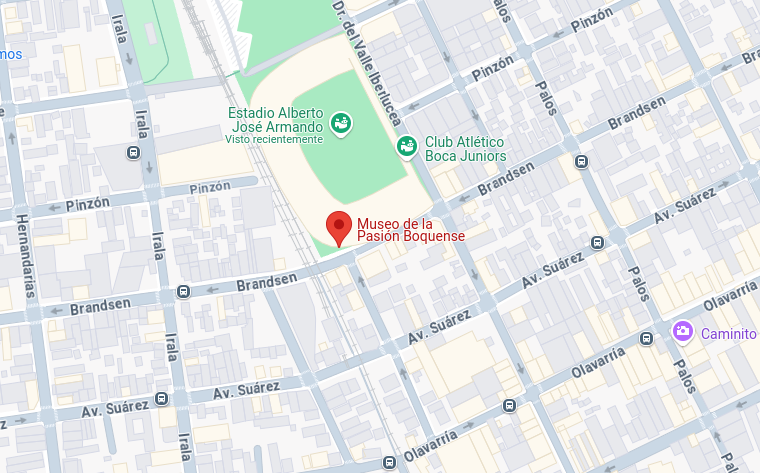 Irala
Dr. del Valle Iberlucea
Palos
Pinzón
mos
Pinzón
Palos
Brandsen
Estadio Alberto
José Armando
Visto recientemente
Club Atlético
Boca Juniors
Irala
Brandsen
Pinzón
Pinzón
Av. Suárez
Hernandarias
Museo de la
Pasión Boquense
Irala
Av. Suárez
Palos
Brandsen
Brandsen
Olavarría
Av. Suárez
Caminito
Irala
Olavarría
Palos
Av. Suárez
Av. Suárez
Irala
Olavarría